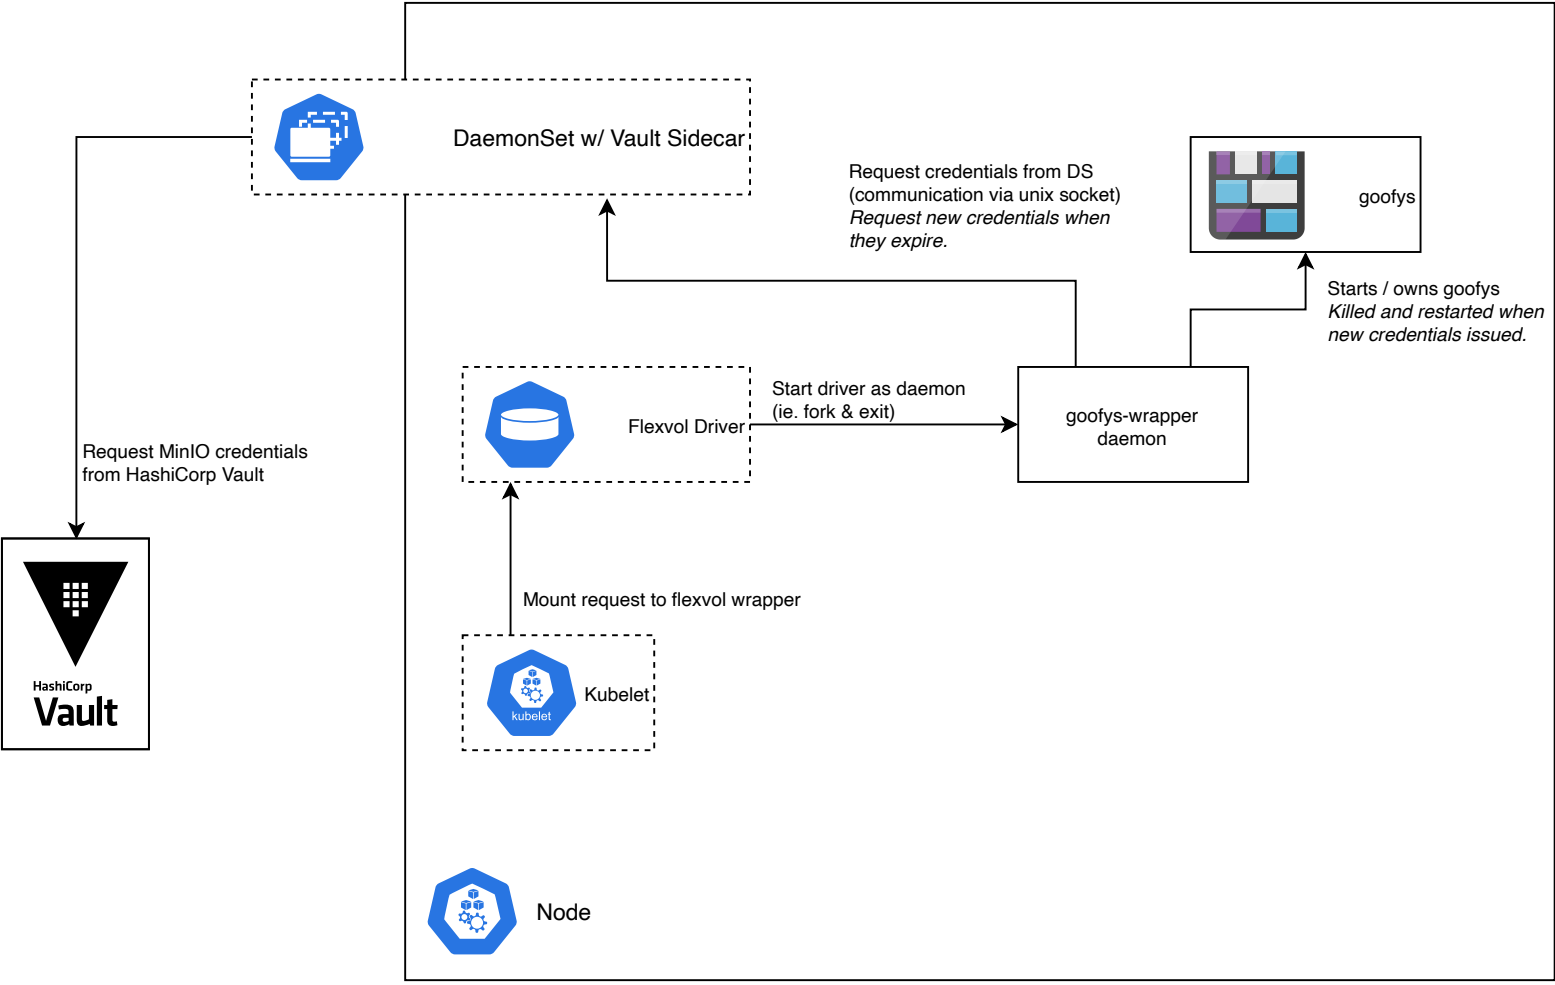 DaemonSet w/ Vault Sidecar
Request credentials from DS
(communication via unix socket)
Request new credentials when
they expire.
goofys
Starts / owns goofys
Killed and restarted when
new credentials issued.
Start driver as daemon
(ie. fork & exit)
Flexvol Driver
goofys-wrapper
daemon
Request MinIO credentials
from HashiCorp Vault
Mount request to flexvol wrapper
HashiCorp
Vault
Kubelet
kubelet
Node